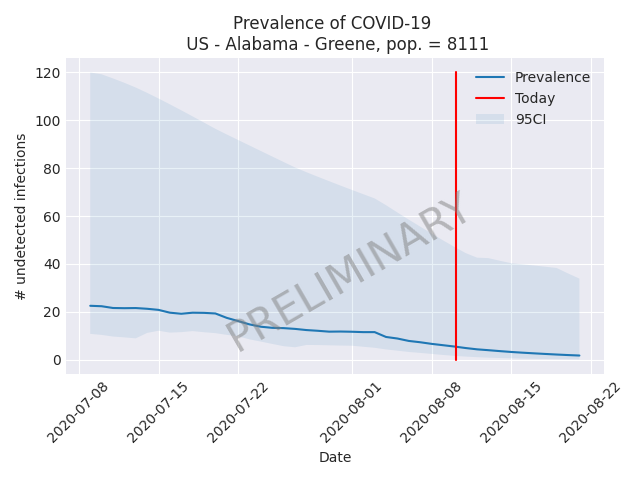 Prevalence of COVID-19
US - Alabama - Greene, pop. = 8111
120
100
80
60
40
20
0
# undetected infections
Prevalence
Today
95CI
PRELIMINARY
2020-07-08
2020-07-15
2020-07-22
2020-08-01
2020-08-08
2020-08-15
2020-08-22
Date